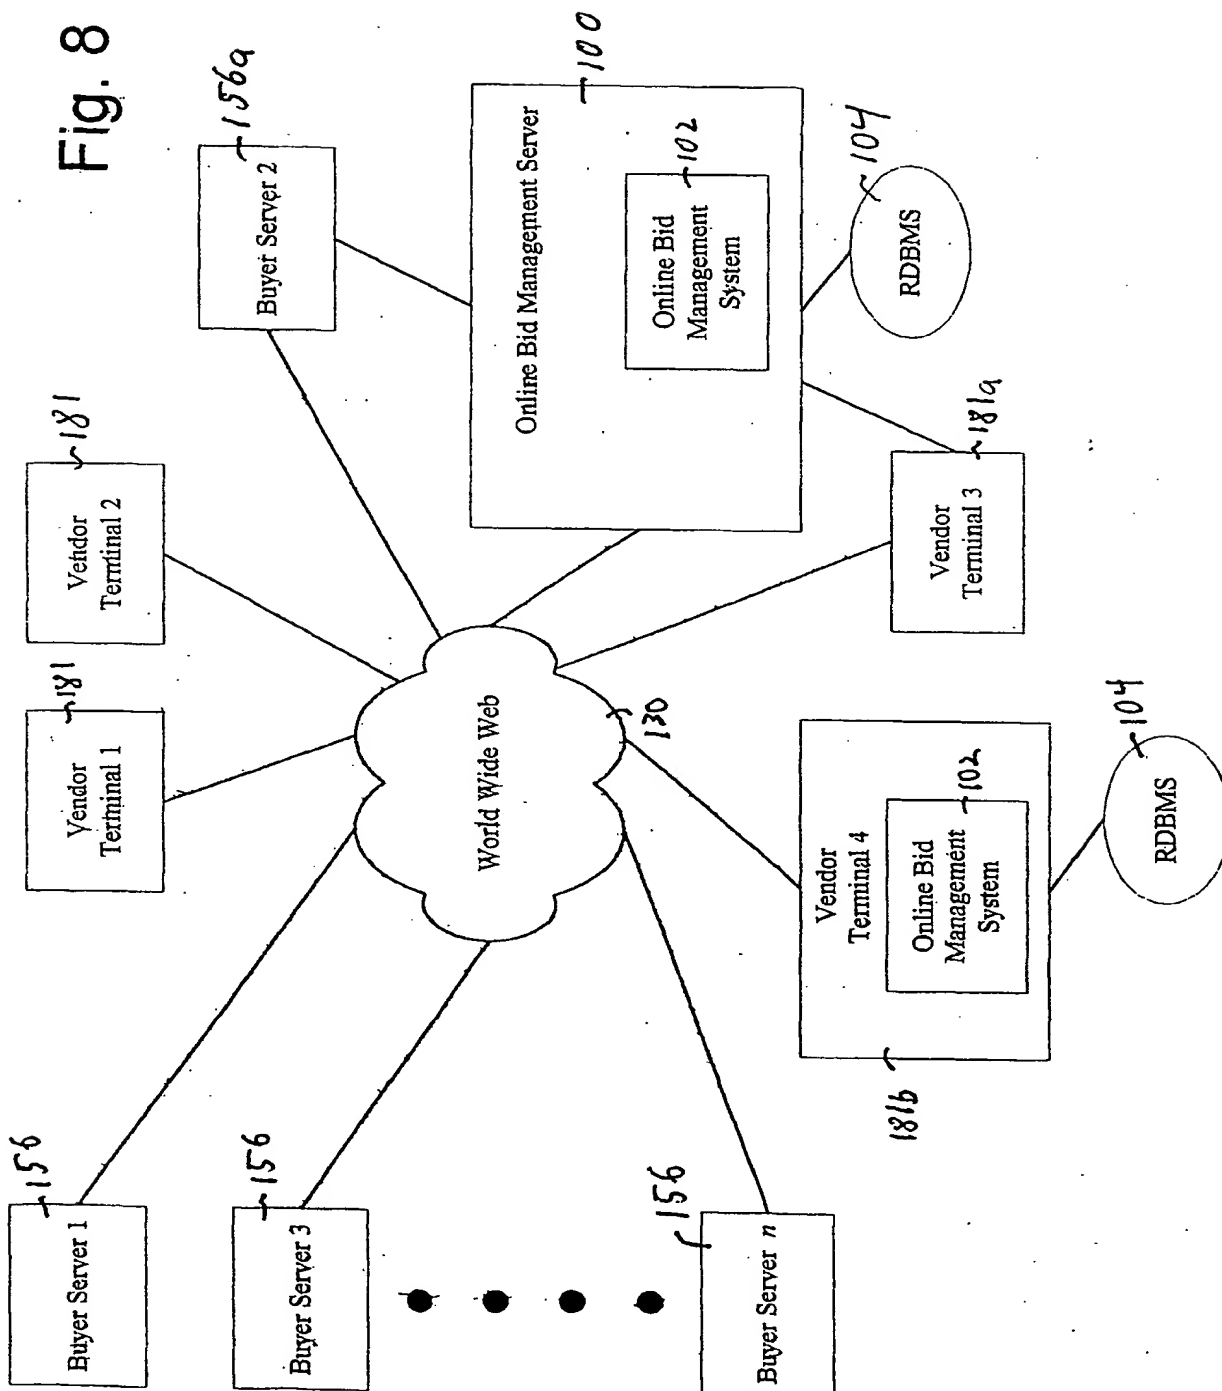 Fig. 8
156
Buyer Server 1
181
Vendor
Terminal 1
181
Vendor
Terminal 2
156a
Buyer Server 2
156
Buyer Server 3
World Wide Web
130
100
Online Bid Management Server
102
Online Bid
Management
System
104
RDBMS
156
Buyer Server n
181b
Vendor
Terminal 4
102
Online Bid
Management
System
104
RDBMS
181a
Vendor
Terminal 3